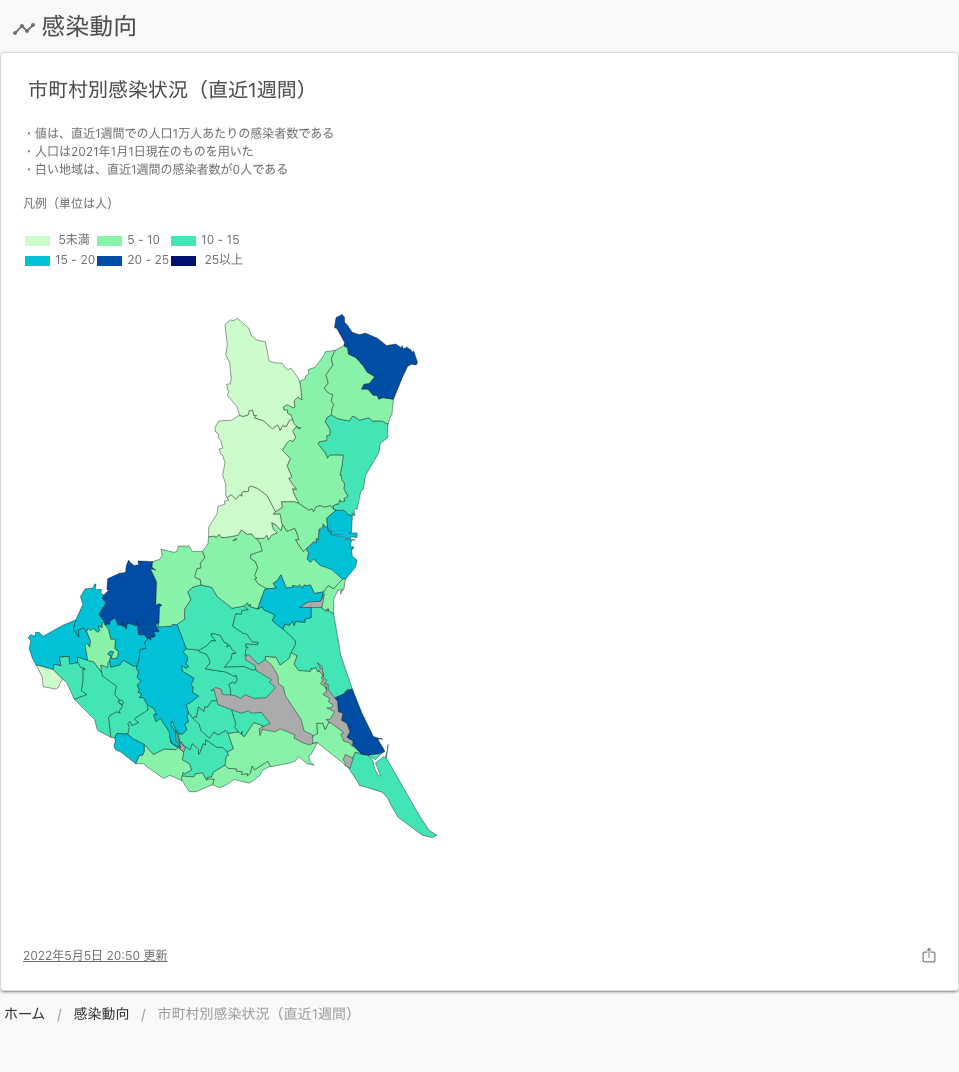 感染動向
市町村別感染状況（直近1週間）
・値は、直近1週間での人口1万人あたりの感染者数である
・人口は2021年1月1日現在のものを用いた
・白い地域は、直近1週間の感染者数が0人である
凡例（単位は人）
5未満 5 - 10 10 - 15
15 - 20 20 - 25 25以上
2022年5月5日 20:50 更新
ホーム / 感染動向 / 市町村別感染状況（直近1週間）